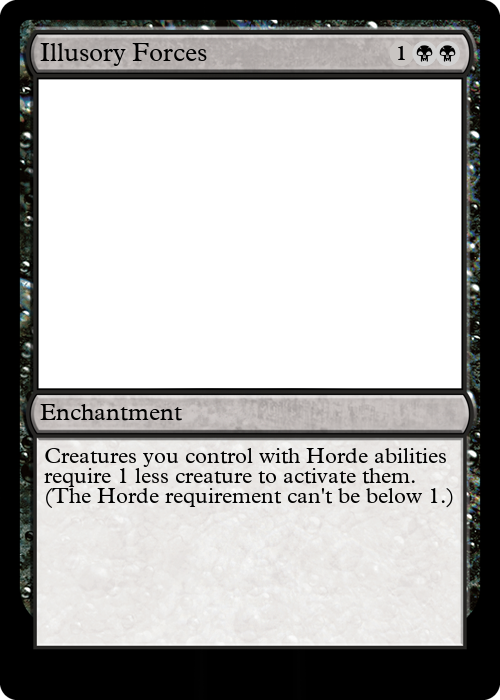 Illusory Forces 1
Enchantment
Creatures you control with Horde abilities
require 1 less creature to activate them.
(The Horde requirement can't be below 1.)